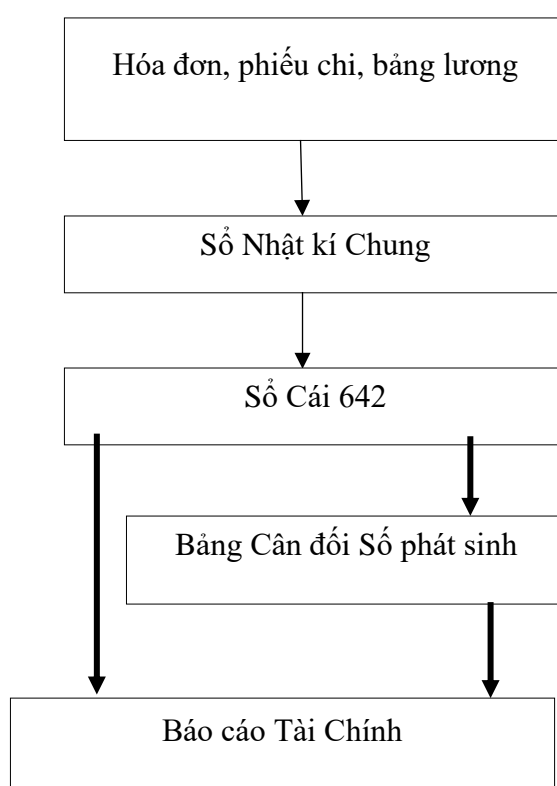 Hóa đơn, phiếu chi, bảng lương
Sổ Nhật kí Chung
Sổ Cái 642
Bảng Cân đối Số phát sinh
Báo cáo Tài Chính